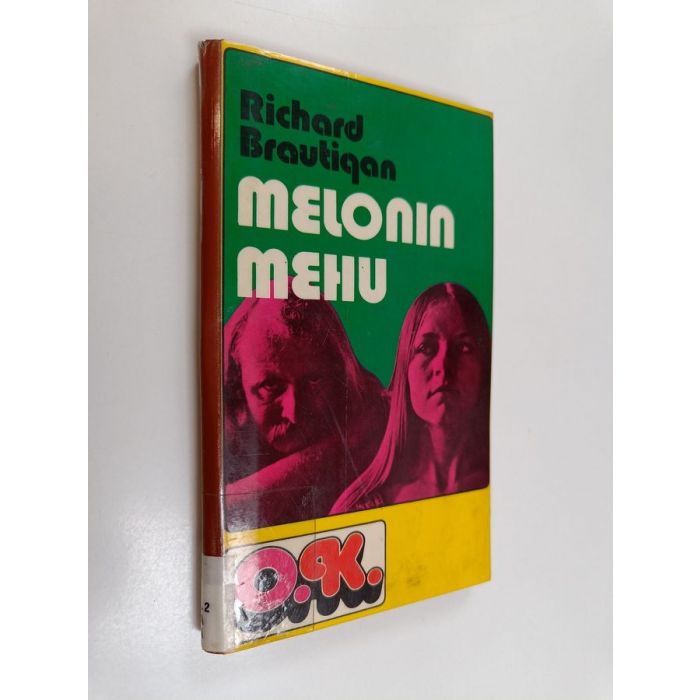 Richard
Brautigan
MELONIN
MEHU
O.K.
.2